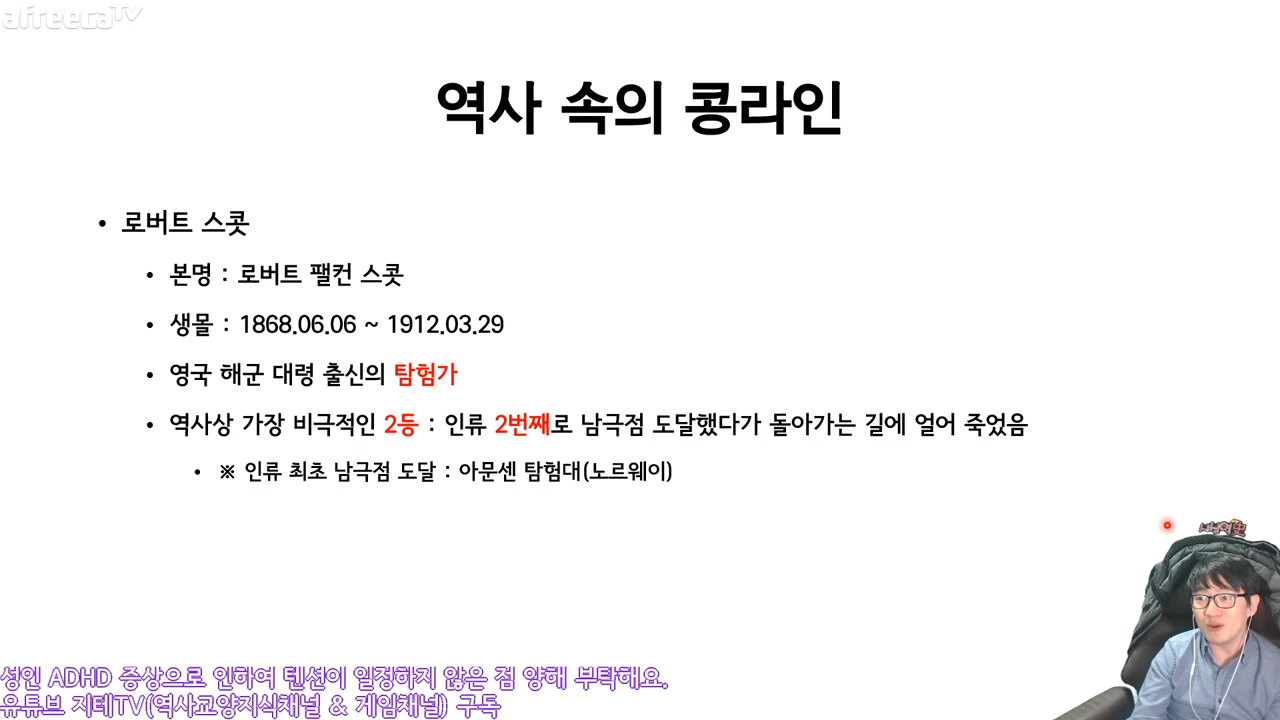 afreecaTV
역사 속의 콩라인
• 로버트 스콧
• 본명 : 로버트 팰컨 스콧
• 생몰 : 1868.06.06 ~ 1912.03.29
• 영국 해군 대령 출신의 탐험가
• 역사상 가장 비극적인 2등 : 인류 2번째로 남극점 도달했다가 돌아가는 길에 얼어 죽었음
• ※ 인류 최초 남극점 도달 : 아문센 탐험대(노르웨이)
성인 ADHD 증상으로 인하여 텐션이 일정하지 않은 점 양해 부탁해요.
유튜브 지테TV(역사교양지식채널 & 게임채널) 구독